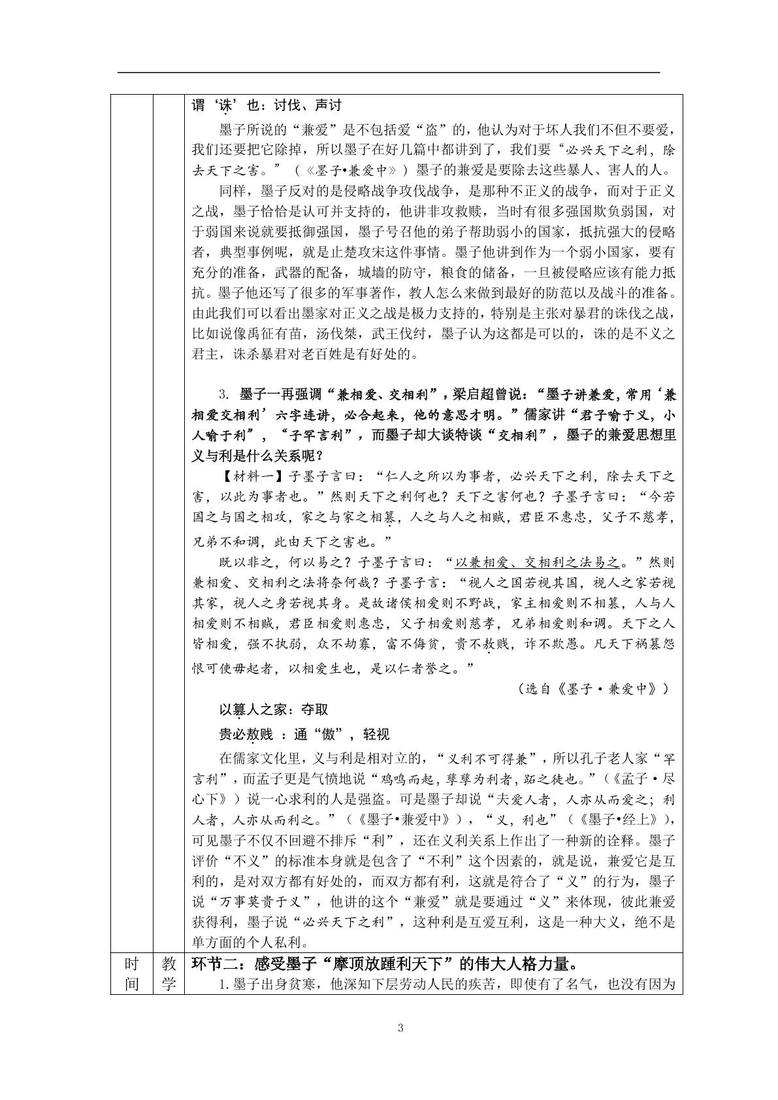 谓‘诛’也：讨伐、声讨
墨子所说的“兼爱”是不包括爱“盗”的，他认为对于坏人我们不但不要爱，
我们还要把它除掉，所以墨子在好几篇中都讲到了，我们要“必兴天下之利，除
去天下之害。”（《墨子•兼爱中》）墨子的兼爱是要除去这些暴人、害人的人。
同样，墨子反对的是侵略战争攻伐战争，是那种不正义的战争，而对于正义
之战，墨子恰恰是认可并支持的，他讲非攻救赎，当时有很多强国欺负弱国，对
于弱国来说就要抵御强国，墨子号召他的弟子帮助弱小的国家，抵抗强大的侵略
者，典型事例呢，就是止楚攻宋这件事情。墨子他讲到作为一个弱小国家，要有
充分的准备，武器的配备，城墙的防守，粮食的储备，一旦被侵略应该有能力抵
抗。墨子他还写了很多的军事著作，教人怎么来做到最好的防范以及战斗的准备。
由此我们可以看出墨家对正义之战是极力支持的，特别是主张对暴君的诛伐之战，
比如说像禹征有苗，汤伐桀，武王伐纣，墨子认为这都是可以的，诛的是不义之
君主，诛杀暴君对老百姓是有好处的。
3. 墨子一再强调“兼相爱、交相利”，梁启超曾说：“墨子讲兼爱，常用‘兼
相爱交相利’六字连讲，必合起来，他的意思才明。”儒家讲“君子喻于义，小
人喻于利”，“子罕言利”，而墨子却大谈特谈“交相利”，墨子的兼爱思想里
义与利是什么关系呢？
【材料一】子墨子言曰：“仁人之所以为事者，必兴天下之利，除去天下之
害，以此为事者也。”然则天下之利何也？天下之害何也？子墨子言曰：“今若
国之与国之相攻，家之与家之相篡，人之与人之相贼，君臣不惠忠，父子不慈孝，
兄弟不和调，此由天下之害也。”
既以非之，何以易之？子墨子言曰：“以兼相爱、交相利之法易之。”然则
兼相爱、交相利之法将奈何哉？子墨子言：“视人之国若视其国，视人之家若视
其家，视人之身若视其身。是故诸侯相爱则不野战，家主相爱则不相篡，人与人
相爱则不相贼，君臣相爱则惠忠，父子相爱则慈孝，兄弟相爱则和调。天下之人
皆相爱，强不执弱，众不劫寡，富不侮贫，贵不敖贱，诈不欺愚。凡天下祸篡怨
恨可使毋起者，以相爱生也，是以仁者誉之。”
（选自《墨子·兼爱中》）
以篡人之家：夺取
贵必敖贱 ：通“傲”，轻视
在儒家文化里，义与利是相对立的，“义利不可得兼”，所以孔子老人家“罕
言利”，而孟子更是气愤地说“鸡鸣而起，孳孳为利者，跖之徒也。”（《孟子·尽
心下》）说一心求利的人是强盗。可是墨子却说“夫爱人者，人亦从而爱之；利
人者，人亦从而利之。”（《墨子•兼爱中》），“义，利也”（《墨子•经上》），
可见墨子不仅不回避不排斥“利”，还在义利关系上作出了一种新的诠释。墨子
评价“不义”的标准本身就是包含了“不利”这个因素的，就是说，兼爱它是互
利的，是对双方都有好处的，而双方都有利，这就是符合了“义”的行为，墨子
说“万事莫贵于义”，他讲的这个“兼爱”就是要通过“义”来体现，彼此兼爱
获得利，墨子说“必兴天下之利”，这种利是互爱互利，这是一种大义，绝不是
单方面的个人私利。
时 教 环节二：感受墨子“摩顶放踵利天下”的伟大人格力量。
间 学 1.墨子出身贫寒，他深知下层劳动人民的疾苦，即使有了名气，也没有因为
3